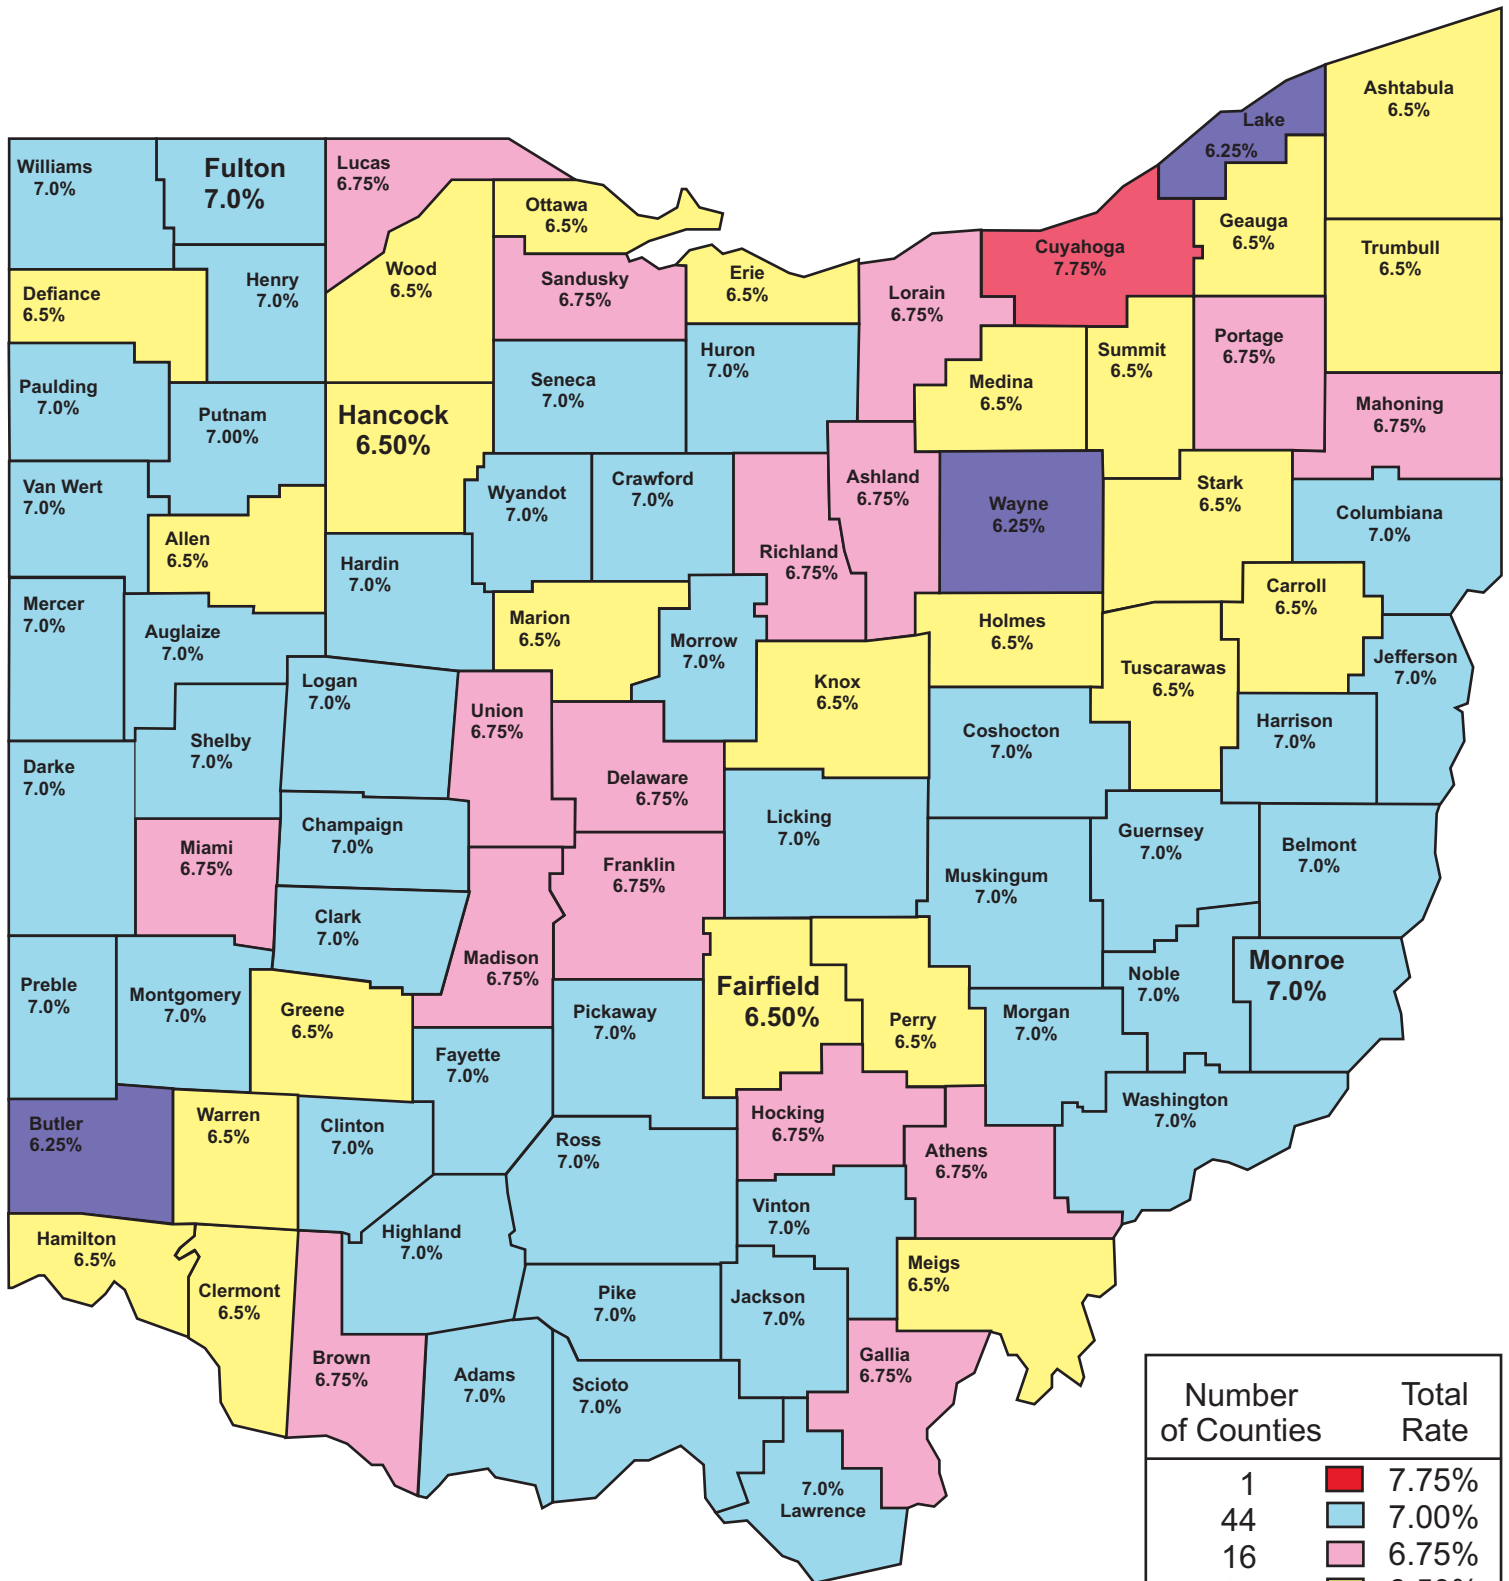 Ashtabula
6.5%
Lake
6.25%
Williams
7.0%
Fulton
7.0%
Lucas
6.75%
Ottawa
6.5%
Geauga
6.5%
Cuyahoga
7.75%
Trumbull
6.5%
Defiance
6.5%
Henry
7.0%
Wood
6.5%
Sandusky
6.75%
Erie
6.5%
Lorain
6.75%
Paulding
7.0%
Putnam
7.00%
Hancock
6.50%
Seneca
7.0%
Huron
7.0%
Medina
6.5%
Summit
6.5%
Portage
6.75%
Mahoning
6.75%
Van Wert
7.0%
Allen
6.5%
Wyandot
7.0%
Crawford
7.0%
Richland
6.75%
Ashland
6.75%
Wayne
6.25%
Stark
6.5%
Columbiana
7.0%
Mercer
7.0%
Auglaize
7.0%
Hardin
7.0%
Marion
6.5%
Morrow
7.0%
Holmes
6.5%
Carroll
6.5%
Tuscarawas
6.5%
Jefferson
7.0%
Logan
7.0%
Union
6.75%
Knox
6.5%
Coshocton
7.0%
Harrison
7.0%
Darke
7.0%
Shelby
7.0%
Delaware
6.75%
Miami
6.75%
Champaign
7.0%
Licking
7.0%
Guernsey
7.0%
Belmont
7.0%
Franklin
6.75%
Muskingum
7.0%
Clark
7.0%
Madison
6.75%
Preble
7.0%
Montgomery
7.0%
Greene
6.5%
Pickaway
7.0%
Fairfield
6.50%
Perry
6.5%
Morgan
7.0%
Noble
7.0%
Monroe
7.0%
Fayette
7.0%
Butler
6.25%
Warren
6.5%
Clinton
7.0%
Ross
7.0%
Hocking
6.75%
Athens
6.75%
Washington
7.0%
Hamilton
6.5%
Clermont
6.5%
Highland
7.0%
Vinton
7.0%
Meigs
6.5%
Brown
6.75%
Adams
7.0%
Pike
7.0%
Jackson
7.0%
Gallia
6.75%
Scioto
7.0%
7.0%
Lawrence
Number Total
of Counties Rate
1 7.75%
44 7.00%
16 6.75%